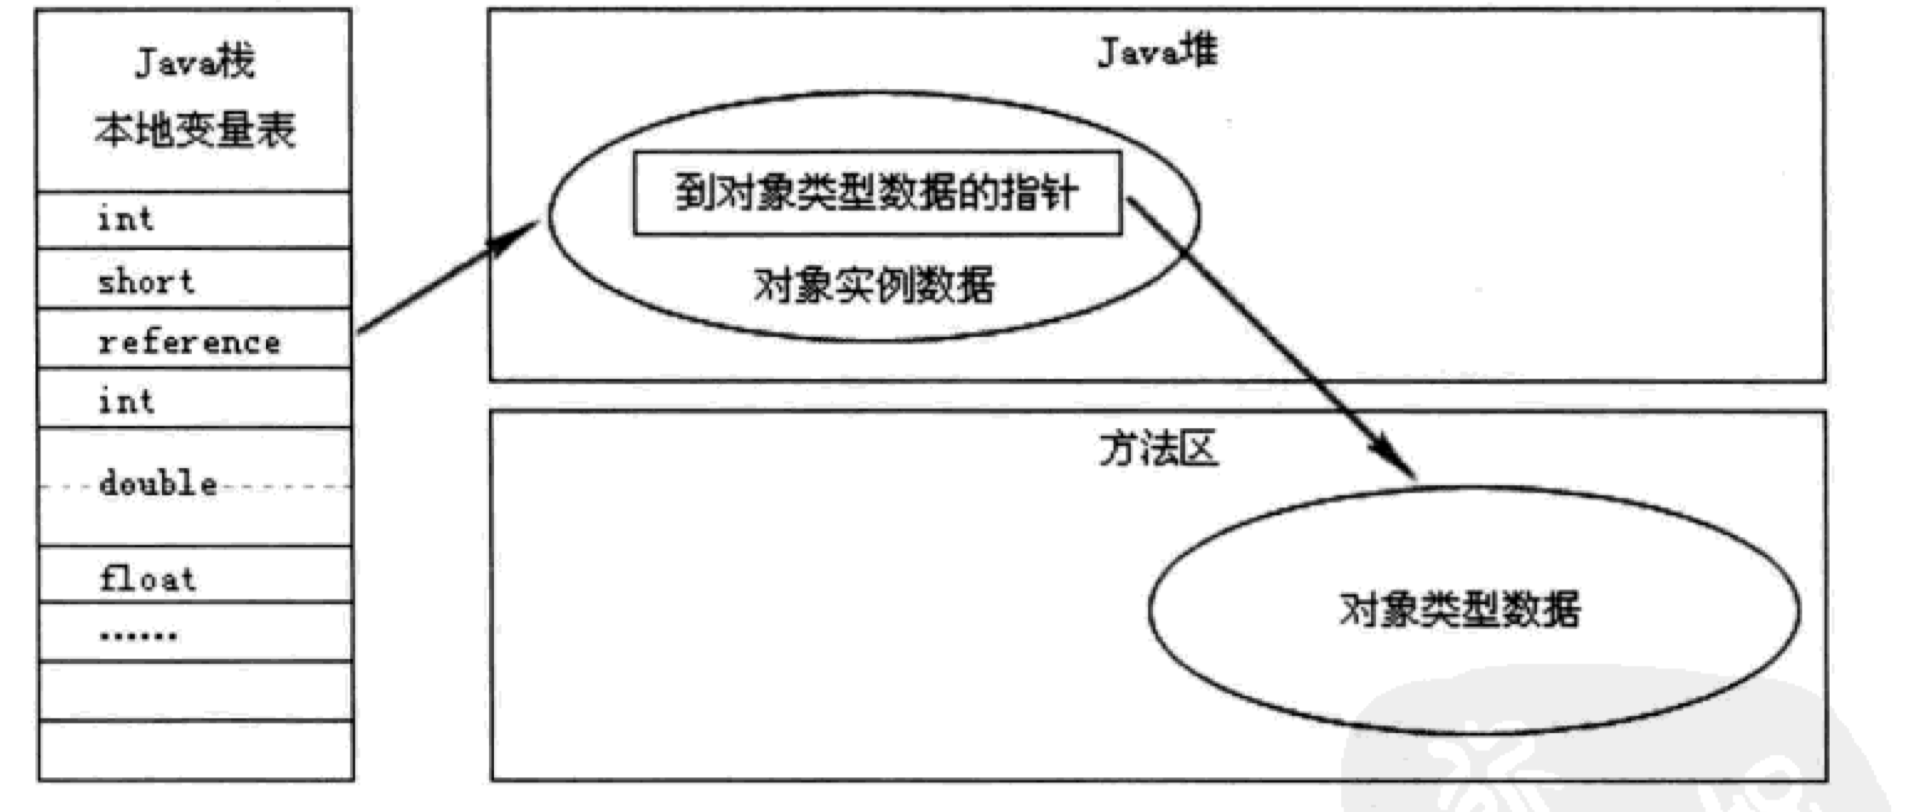 Java栈
本地变量表
int
short
reference
int
double
float
……
Java堆
到对象类型数据的指针
对象实例数据
方法区
对象类型数据